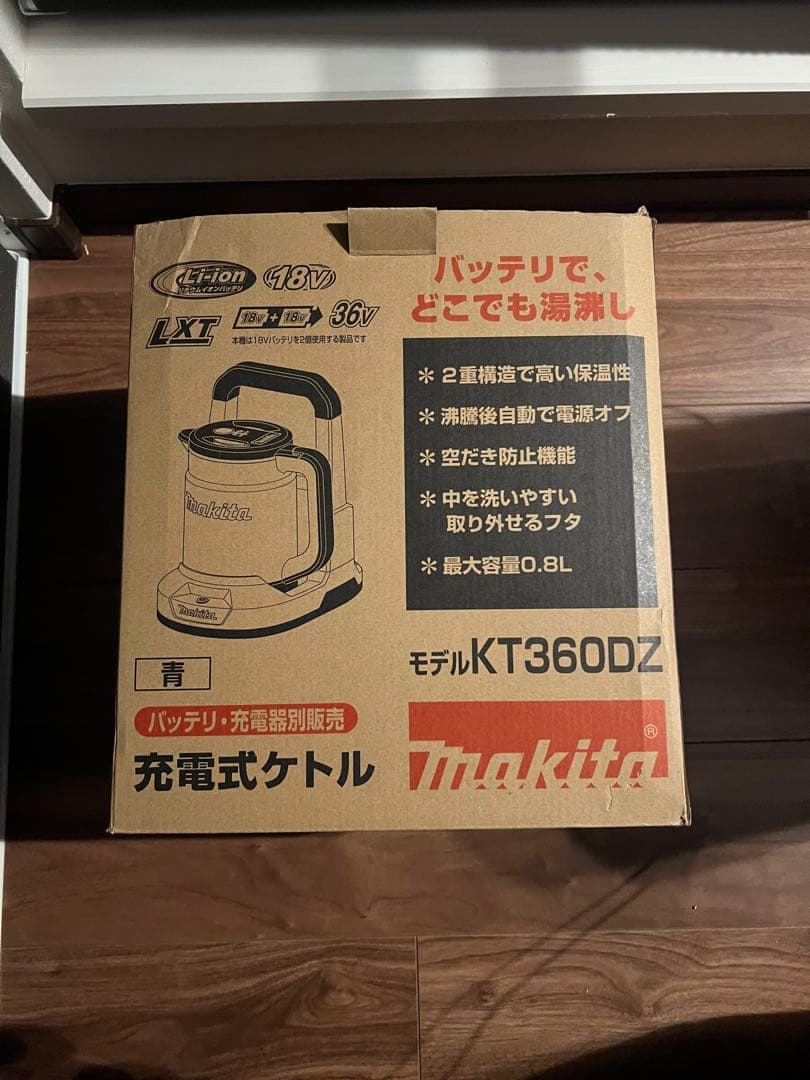 Li-ion
リチウムイオンバッテリ
18V
LXT
18V + 18V 36V
本機は18Vバッテリを2個使用する製品です
バッテリで、
どこでも湯沸し
＊2重構造で高い保温性
＊沸騰後自動で電源オフ
＊空だき防止機能
＊中を洗いやすい
取り外せるフタ
＊最大容量0.8L
makita
makita
青
モデルKT360DZ
バッテリ・充電器別販売
充電式ケトル
makita®